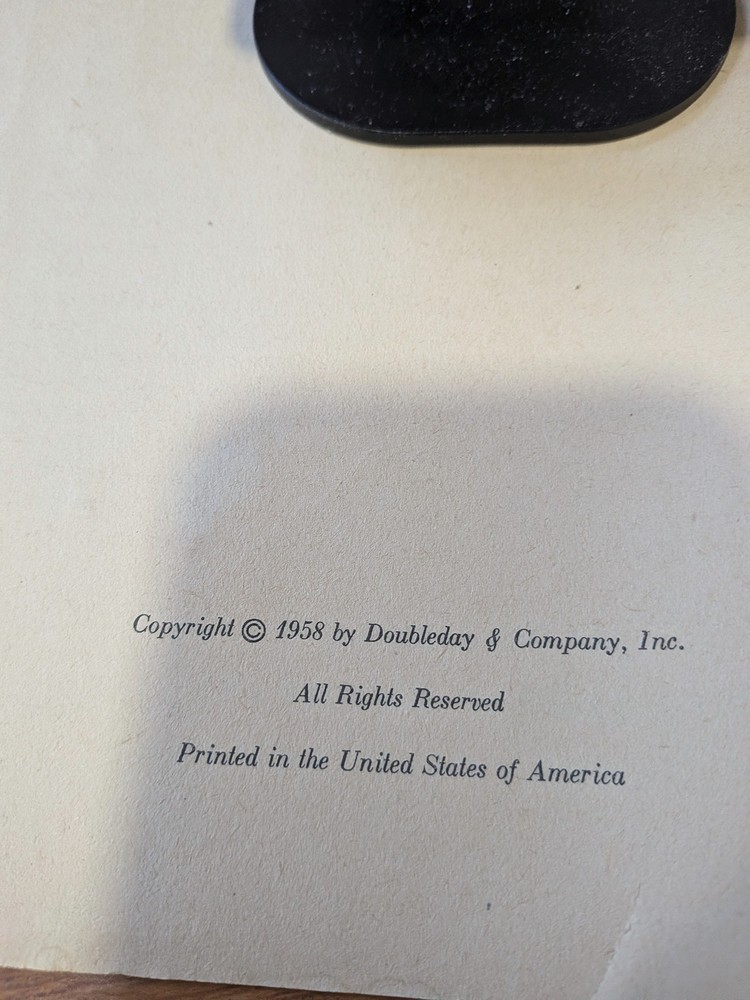 Copyright © 1958 by Doubleday & Company, Inc.
All Rights Reserved
Printed in the United States of America